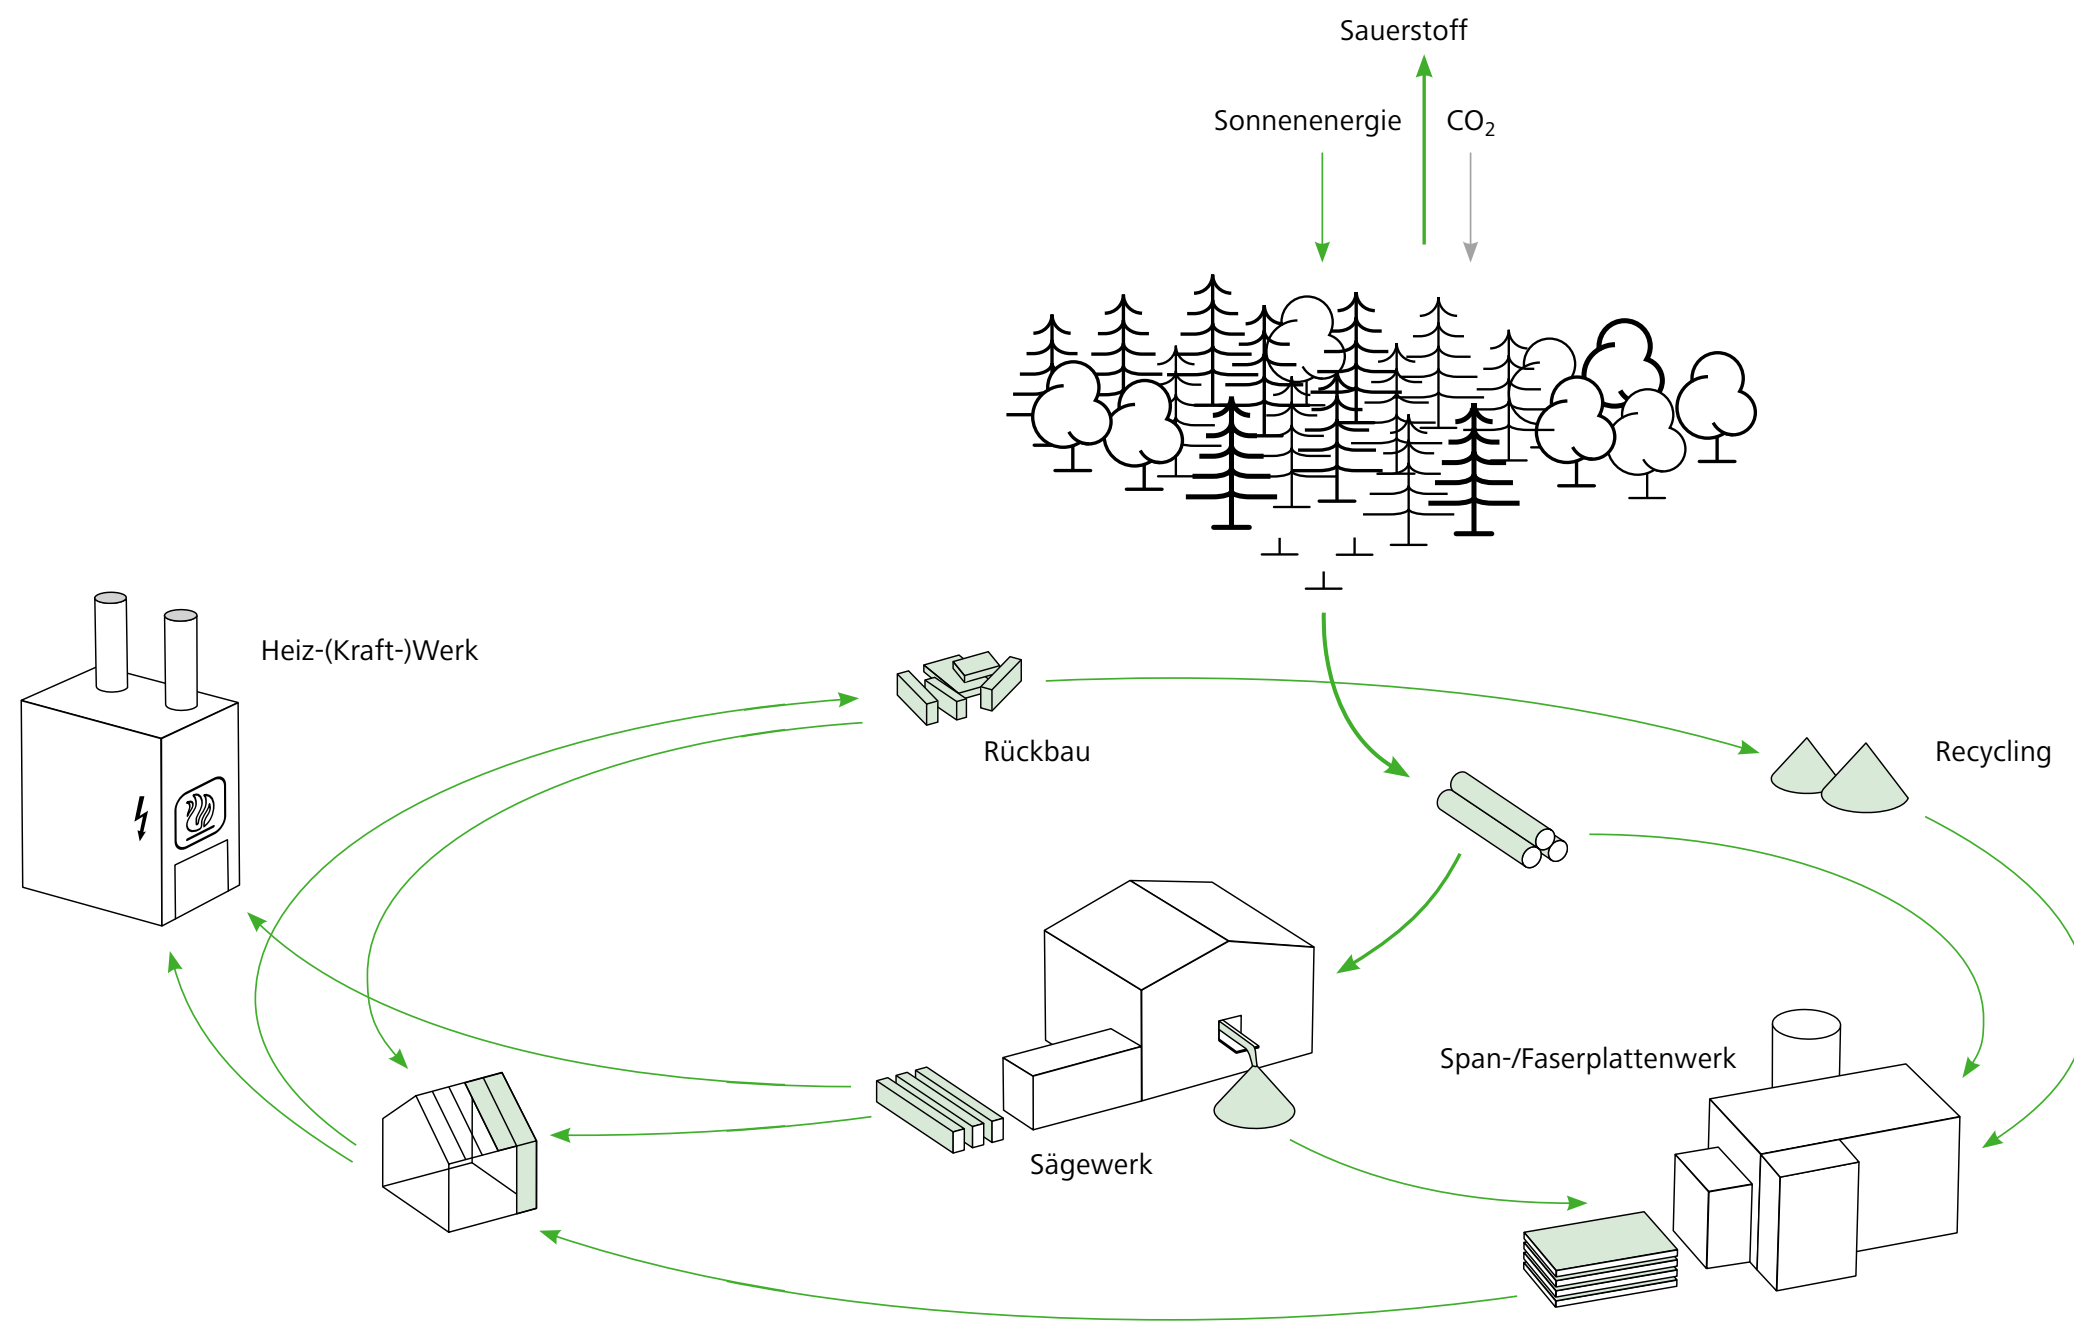 Sauerstoff
Sonnenenergie
CO₂
Heiz-(Kraft-)Werk
Rückbau
Recycling
Span-/Faserplattenwerk
Sägewerk